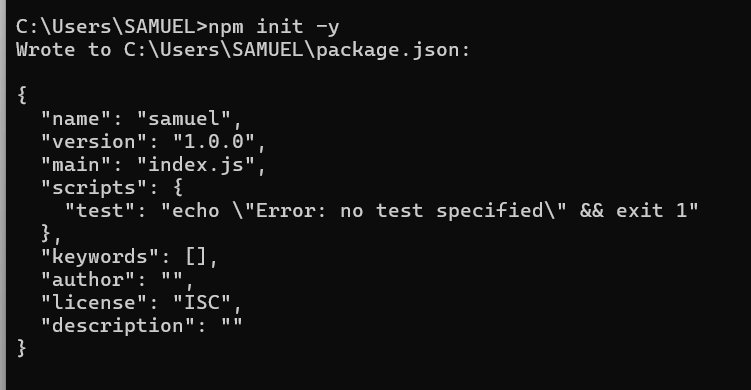 C:\Users\SAMUEL>npm init -y
Wrote to C:\Users\SAMUEL\package.json:
{
  "name": "samuel",
  "version": "1.0.0",
  "main": "index.js",
  "scripts": {
    "test": "echo \"Error: no test specified\" && exit 1"
  },
  "keywords": [],
  "author": "",
  "license": "ISC",
  "description": ""
}